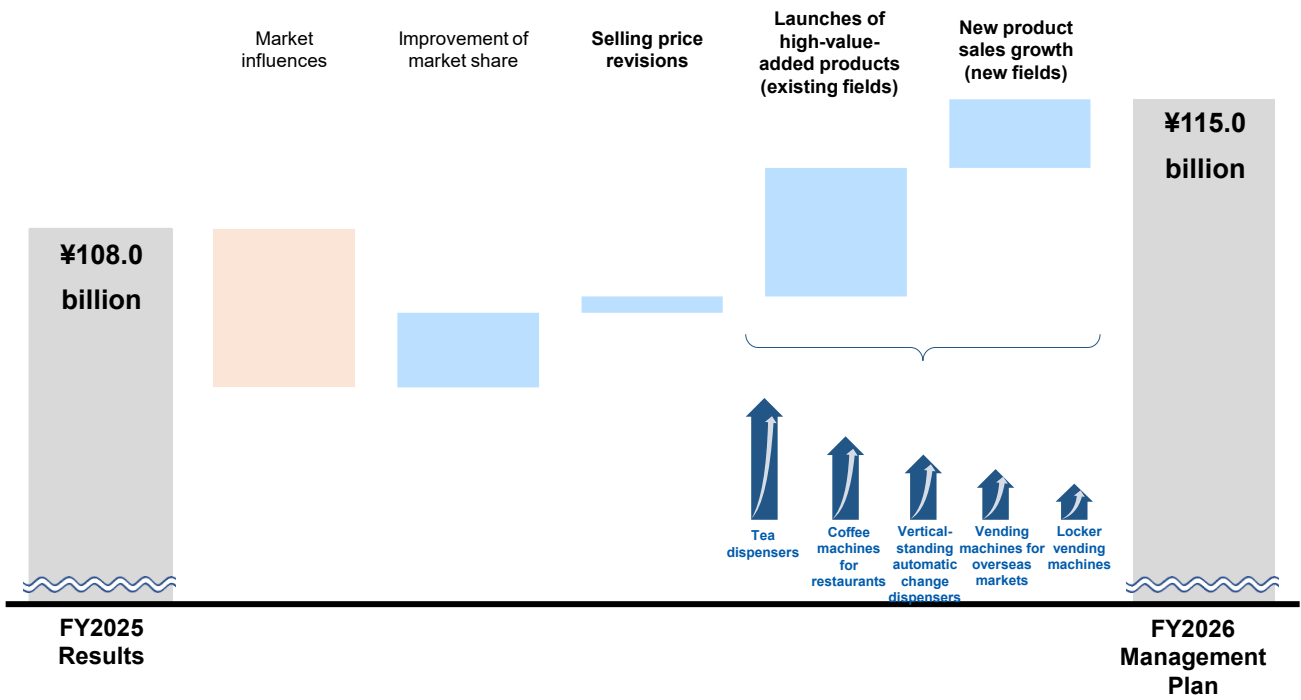 Market
influences
Improvement of
market share
Selling price
revisions
Launches of
high-value-
added products
(existing fields)
New product
sales growth
(new fields)
¥108.0
billion
¥115.0
billion
Tea
dispensers
Coffee
machines
for
restaurants
Vertical-
standing
automatic
change
dispensers
Vending
machines for
overseas
markets
Locker
vending
machines
FY2025
Results
FY2026
Management
Plan